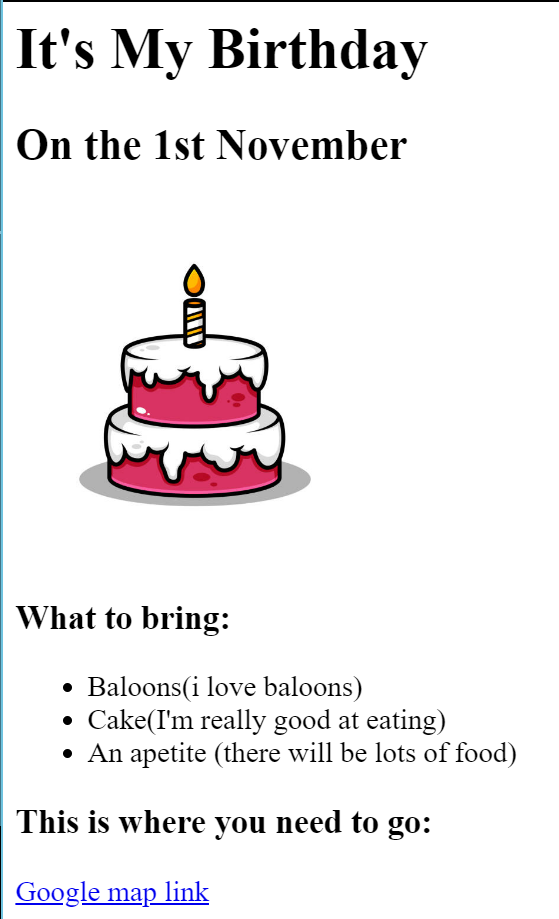 It's My Birthday
On the 1st November
What to bring:
Baloons(i love baloons)
Cake(I'm really good at eating)
An apetite (there will be lots of food)
This is where you need to go:
Google map link